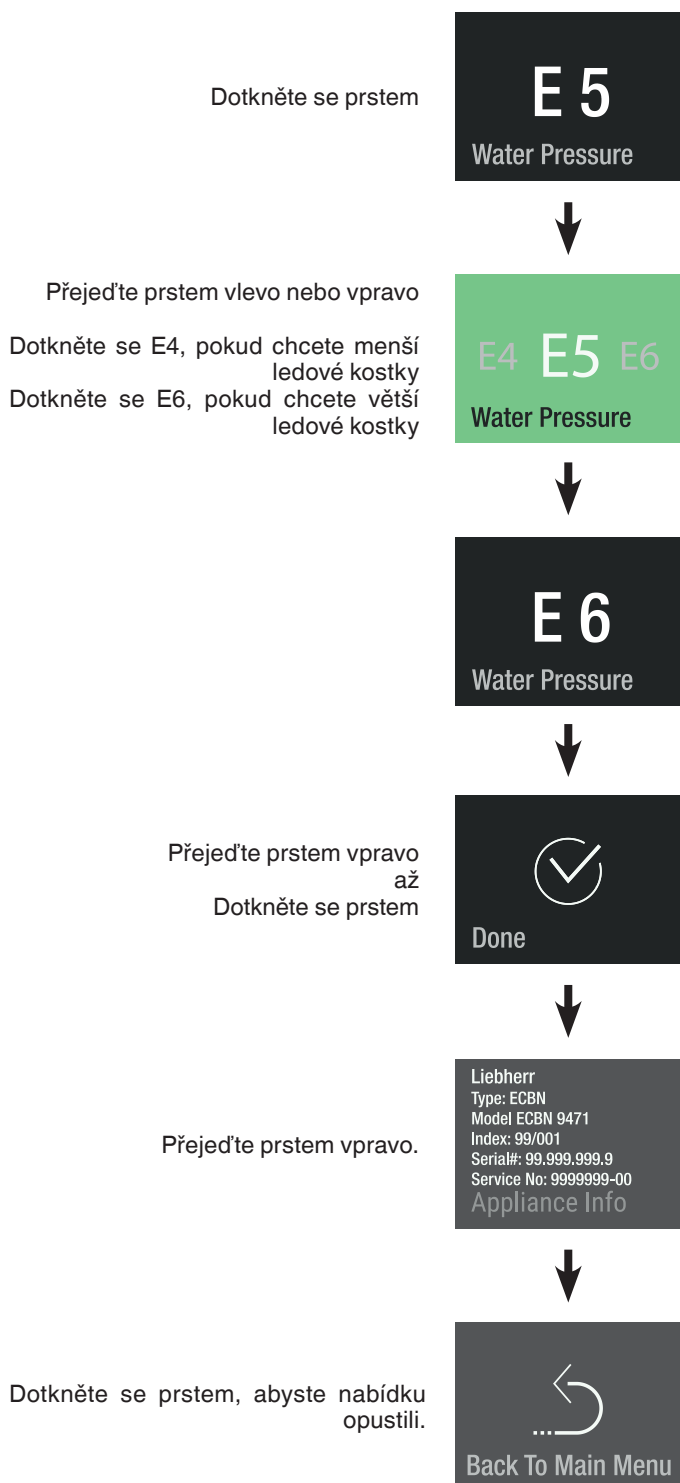 Dotkněte se prstem
E 5
Water Pressure
Přejeďte prstem vlevo nebo vpravo
Dotkněte se E4, pokud chcete menší
ledové kostky
Dotkněte se E6, pokud chcete větší
ledové kostky
E4 E5 E6
Water Pressure
E 6
Water Pressure
Přejeďte prstem vpravo
až
Dotkněte se prstem
Done
Přejeďte prstem vpravo.
Liebherr
Type: ECBN
Model ECBN 9471
Index: 99/001
Serial#: 99.999.999.9
Service No: 9999999-00
Appliance Info
Dotkněte se prstem, abyste nabídku
opustili.
Back To Main Menu